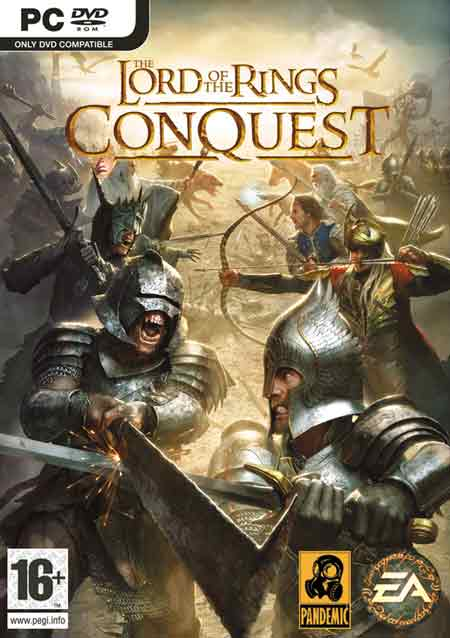 PC DVD
ROM
ONLY DVD COMPATIBLE
THE
LORD OF THE RINGS
CONQUEST
16+
www.pegi.info
PANDEMIC
EA